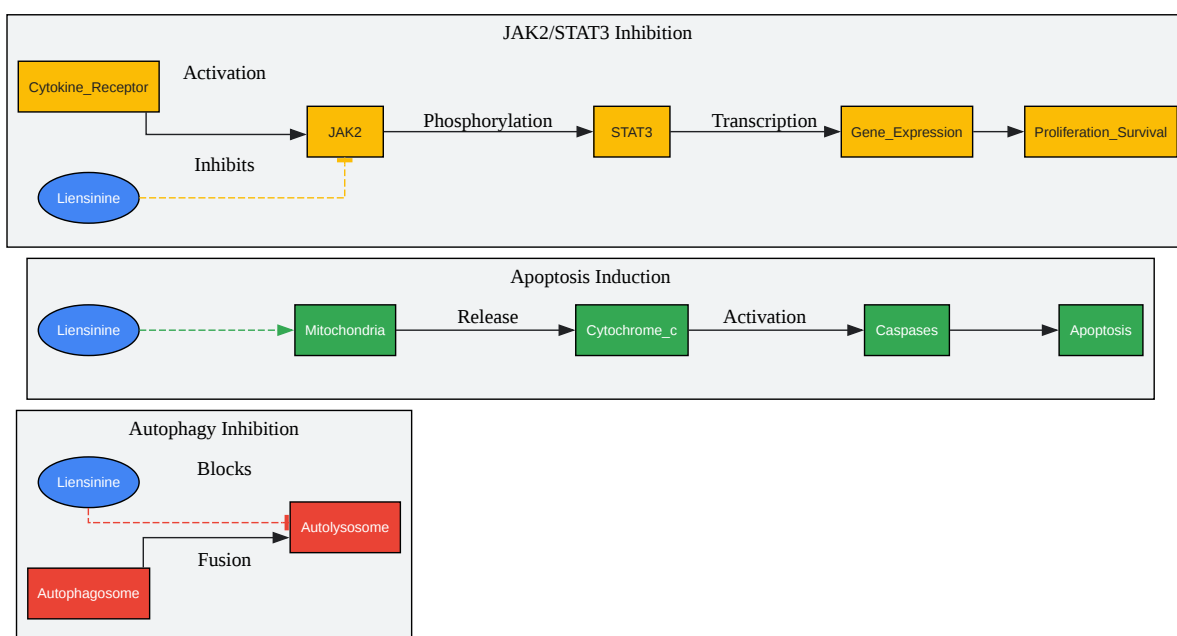 JAK2/STAT3 Inhibition
Cytokine_Receptor
Activation
JAK2
Phosphorylation
STAT3
Transcription
Gene_Expression
Proliferation_Survival
Inhibits
Liensinine
Apoptosis Induction
Liensinine
Mitochondria
Release
Cytochrome_c
Activation
Caspases
Apoptosis
Autophagy Inhibition
Blocks
Liensinine
Autolysosome
Fusion
Autophagosome